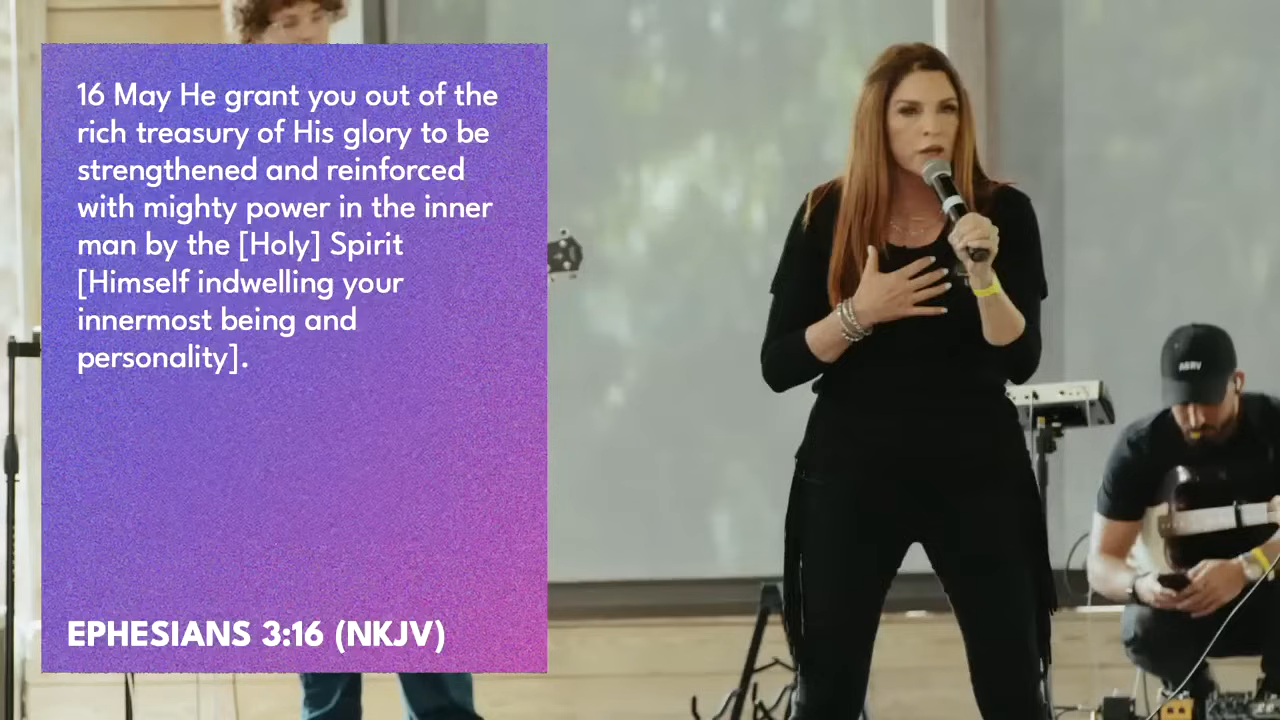 16 May He grant you out of the
rich treasury of His glory to be
strengthened and reinforced
with mighty power in the inner
man by the [Holy] Spirit
[Himself indwelling your
innermost being and
personality].
EPHESIANS 3:16 (NKJV)